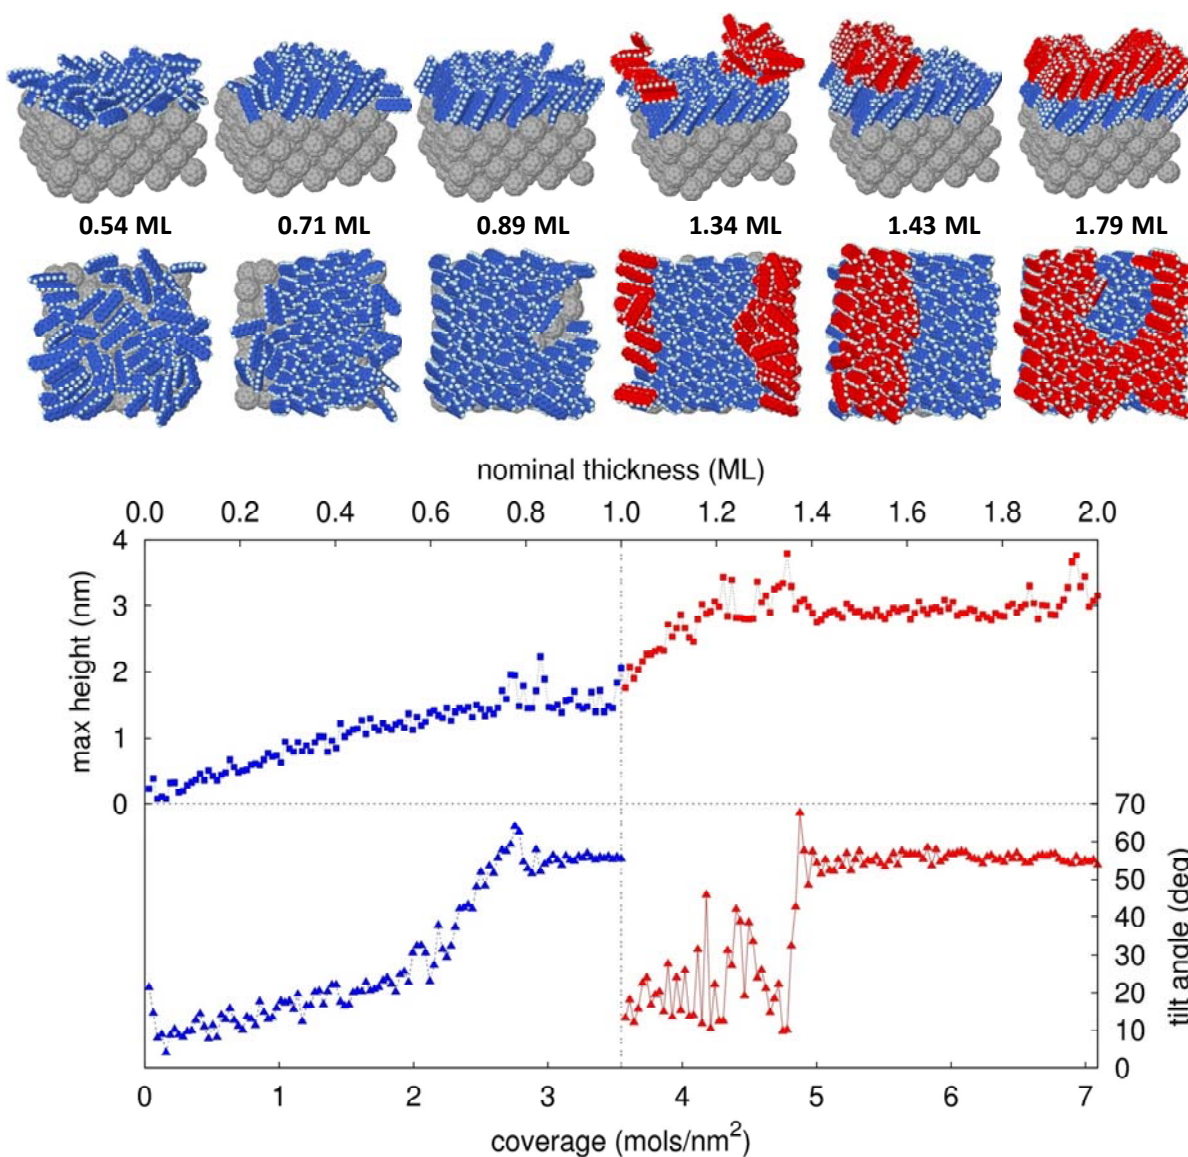 0.54 ML 0.71 ML 0.89 ML 1.34 ML 1.43 ML 1.79 ML
nominal thickness (ML)
0.0 0.2 0.4 0.6 0.8 1.0 1.2 1.4 1.6 1.8 2.0
4
3
2
1
0
max height (nm)
70
60
50
40
30
20
10
0
tilt angle (deg)
0 1 2 3 4 5 6 7
coverage (mols/nm²)